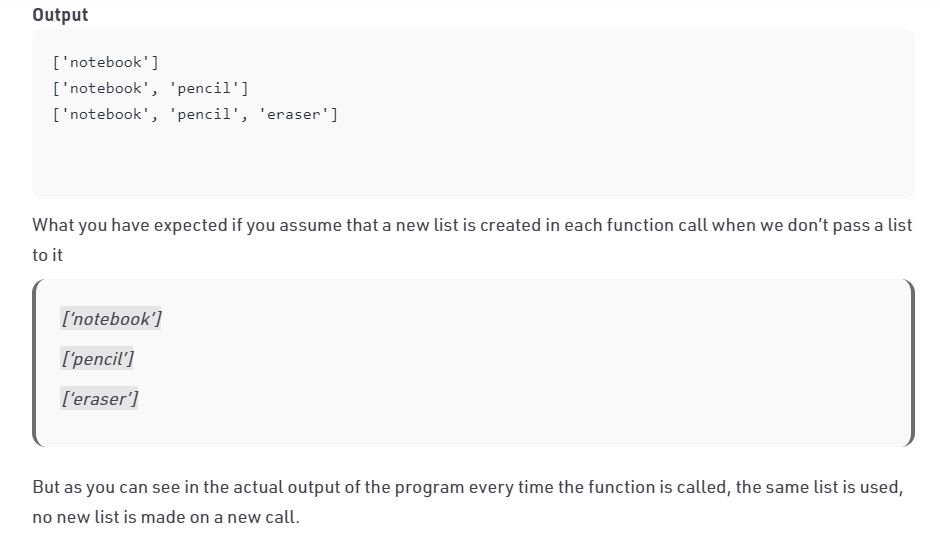 Output
['notebook']
['notebook', 'pencil']
['notebook', 'pencil', 'eraser']
What you have expected if you assume that a new list is created in each function call when we don’t pass a list
to it
[‘notebook’]
[‘pencil’]
[‘eraser’]
But as you can see in the actual output of the program every time the function is called, the same list is used,
no new list is made on a new call.